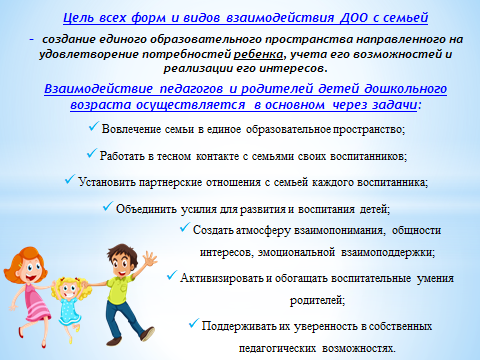 Цель всех форм и видов взаимодействия ДОО с семьей
- создание единого образовательного пространства направленного на
удовлетворение потребностей ребенка, учета его возможностей и
реализации его интересов.
Взаимодействие педагогов и родителей детей дошкольного
возраста осуществляется в основном через задачи:
✓ Вовлечение семьи в единое образовательное пространство;
✓ Работать в тесном контакте с семьями своих воспитанников;
✓ Установить партнерские отношения с семьей каждого воспитанника;
✓ Объединить усилия для развития и воспитания детей;
✓ Создать атмосферу взаимопонимания, общности
интересов, эмоциональной взаимоподдержки;
✓ Активизировать и обогащать воспитательные умения
родителей;
✓ Поддерживать их уверенность в собственных
педагогических возможностях.